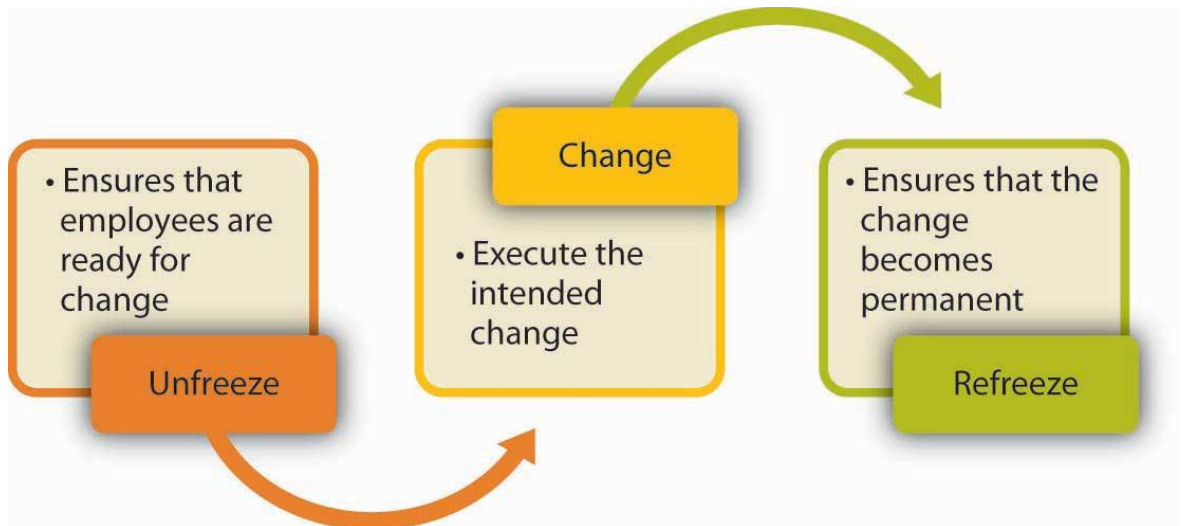 • Ensures that
employees are
ready for
change
Unfreeze
Change
• Execute the
intended
change
• Ensures that the
change
becomes
permanent
Refreeze